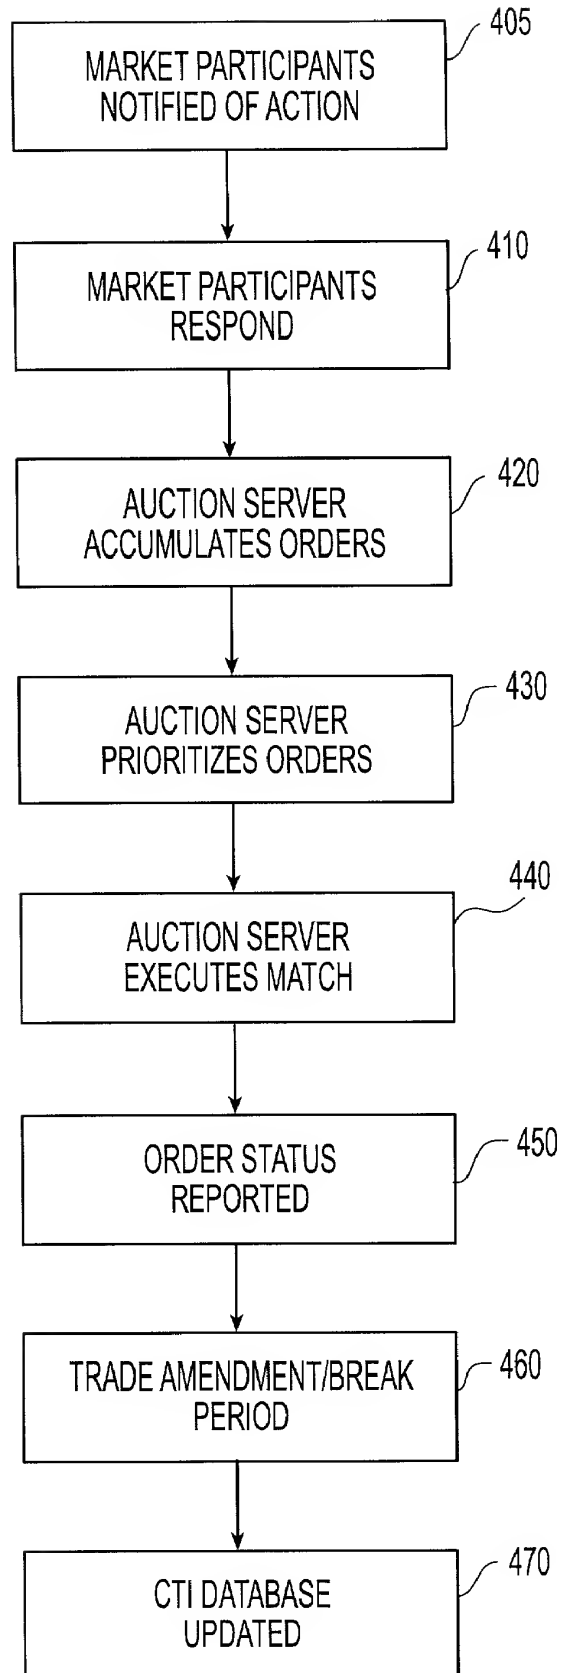 405
MARKET PARTICIPANTS
NOTIFIED OF ACTION
410
MARKET PARTICIPANTS
RESPOND
420
AUCTION SERVER
ACCUMULATES ORDERS
430
AUCTION SERVER
PRIORITIZES ORDERS
440
AUCTION SERVER
EXECUTES MATCH
450
ORDER STATUS
REPORTED
460
TRADE AMENDMENT/BREAK
PERIOD
470
CTI DATABASE
UPDATED